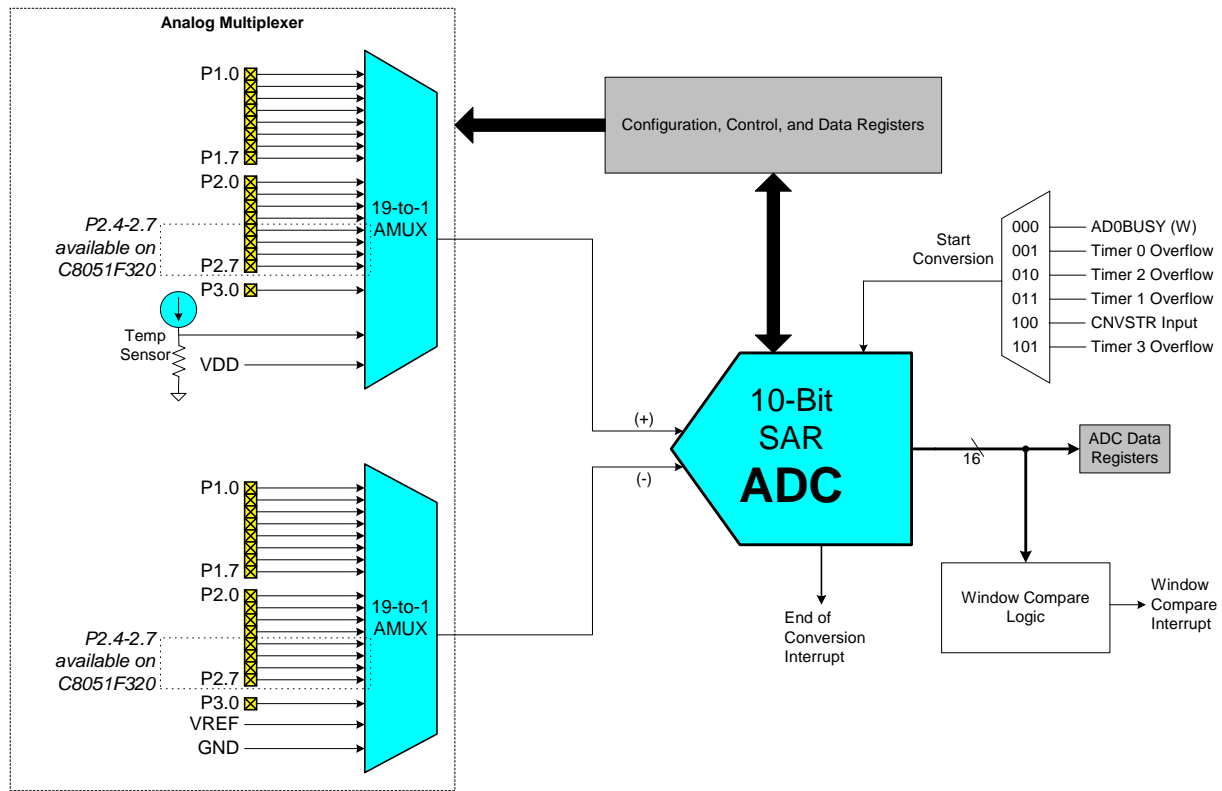 Analog Multiplexer
P1.0
P1.7
P2.0
P2.4-2.7
available on
C8051F320
P2.7
P3.0
Temp
Sensor
VDD
19-to-1
AMUX
Configuration, Control, and Data Registers
Start
Conversion
000
001
010
011
100
101
AD0BUSY (W)
Timer 0 Overflow
Timer 2 Overflow
Timer 1 Overflow
CNVSTR Input
Timer 3 Overflow
(+)
(-)
10-Bit
SAR
ADC
16
ADC Data
Registers
End of
Conversion
Interrupt
Window Compare
Logic
Window
Compare
Interrupt
P1.0
P1.7
P2.0
P2.4-2.7
available on
C8051F320
P2.7
P3.0
VREF
GND
19-to-1
AMUX